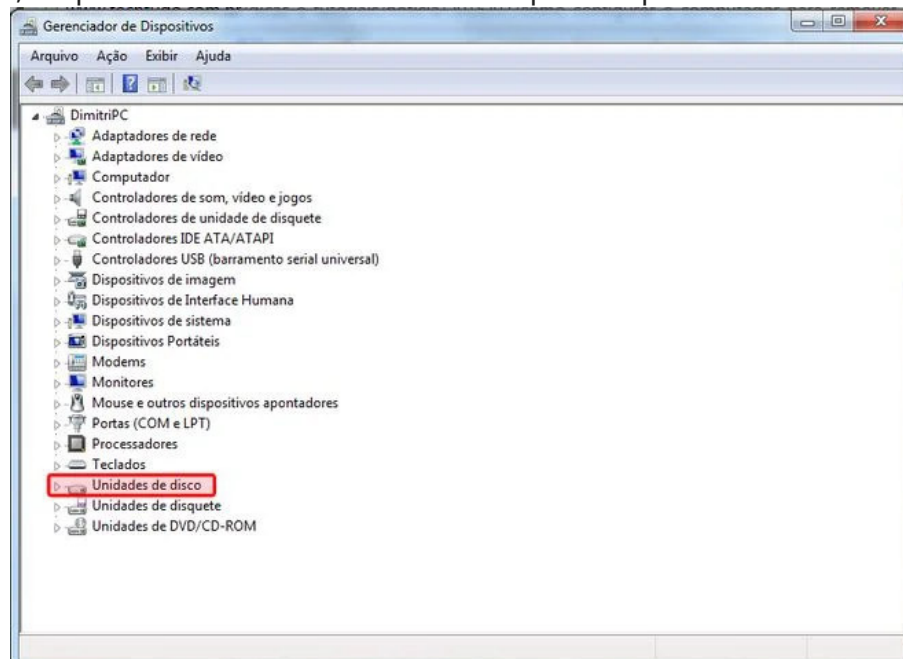 Gerenciador de Dispositivos
Arquivo Ação Exibir Ajuda
DimitriPC
Adaptadores de rede
Adaptadores de vídeo
Computador
Controladores de som, vídeo e jogos
Controladores de unidade de disquete
Controladores IDE ATA/ATAPI
Controladores USB (barramento serial universal)
Dispositivos de imagem
Dispositivos de Interface Humana
Dispositivos de sistema
Dispositivos Portáteis
Modems
Monitores
Mouse e outros dispositivos apontadores
Portas (COM e LPT)
Processadores
Teclados
Unidades de disco
Unidades de disquete
Unidades de DVD/CD-ROM